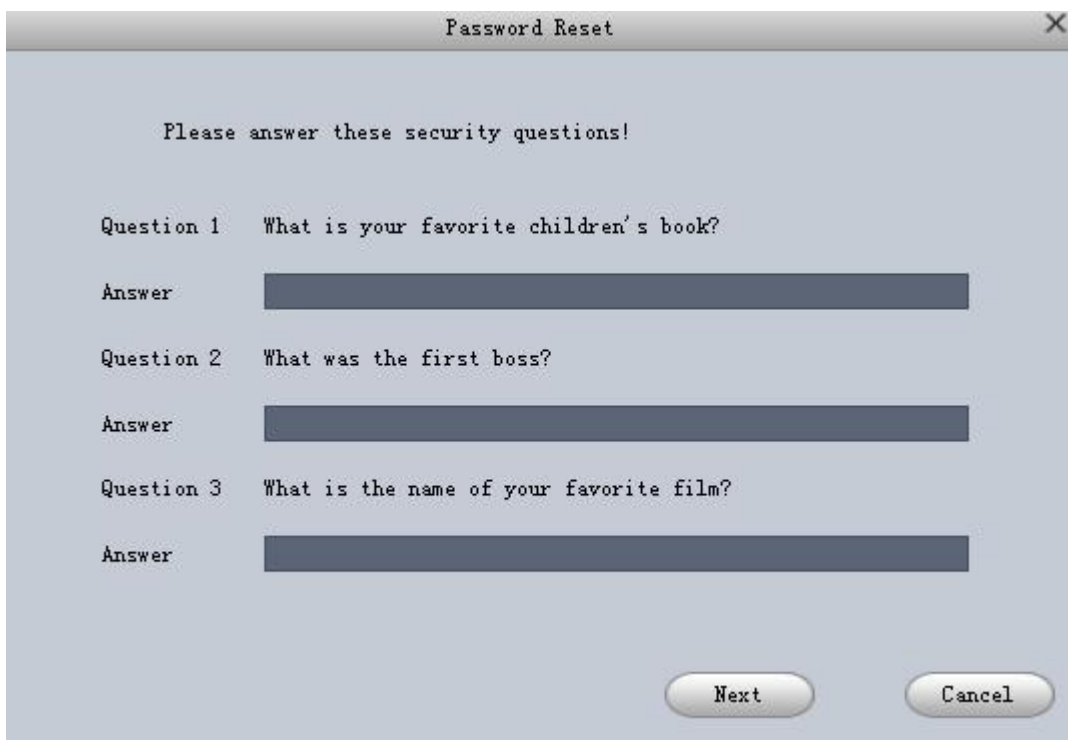 Password Reset
Please answer these security questions!
Question 1 What is your favorite children's book?
Answer
Question 2 What was the first boss?
Answer
Question 3 What is the name of your favorite film?
Answer
Next Cancel